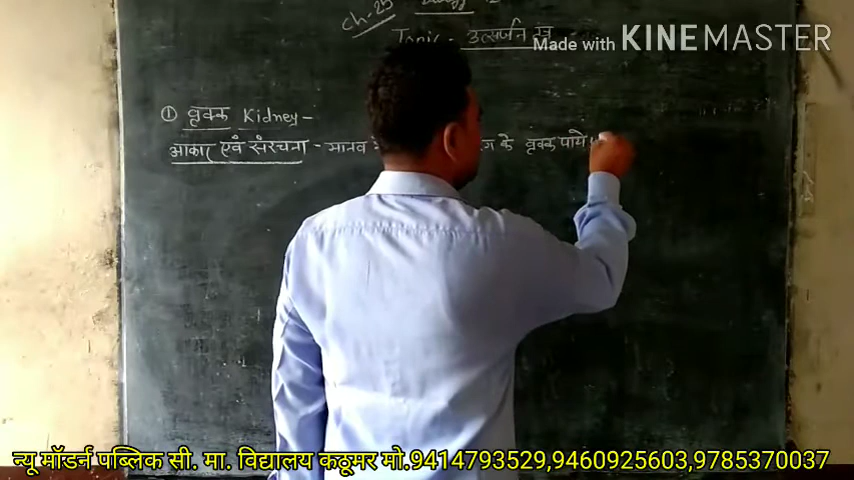 Ch-25
Topic - उत्सर्जन
Made with KINEMASTER
① वृक्क Kidney -
आकार एवं संरचना - मानव के वृक्क पाये
न्यू मॉडर्न पब्लिक सी. मा. विद्यालय कठूमर मो.9414793529,9460925603,9785370037